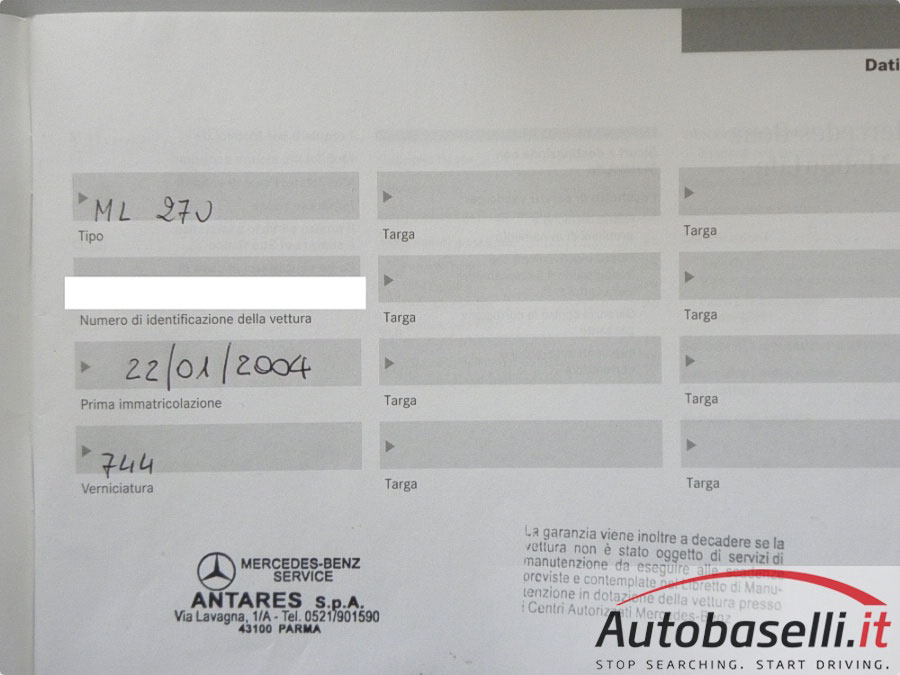 Dati
ML 270
Tipo
Targa
Targa
Numero di identificazione della vettura
Targa
Targa
22/01/2004
Prima immatricolazione
Targa
Targa
744
Verniciatura
Targa
Targa
MERCEDES-BENZ
SERVICE
ANTARES S.p.A.
Via Lavagna, 1/A - Tel. 0521/901590
43100 PARMA
La garanzia viene inoltre a decadere se la
vettura non è stato oggetto di servizi di
manutenzione da eseguire alle scadenze
previste e contemplate nel Libretto di Manu-
tenzione in dotazione della vettura presso
i Centri Autorizzati Mercedes-Benz
Autobaselli.it
STOP SEARCHING. START DRIVING.